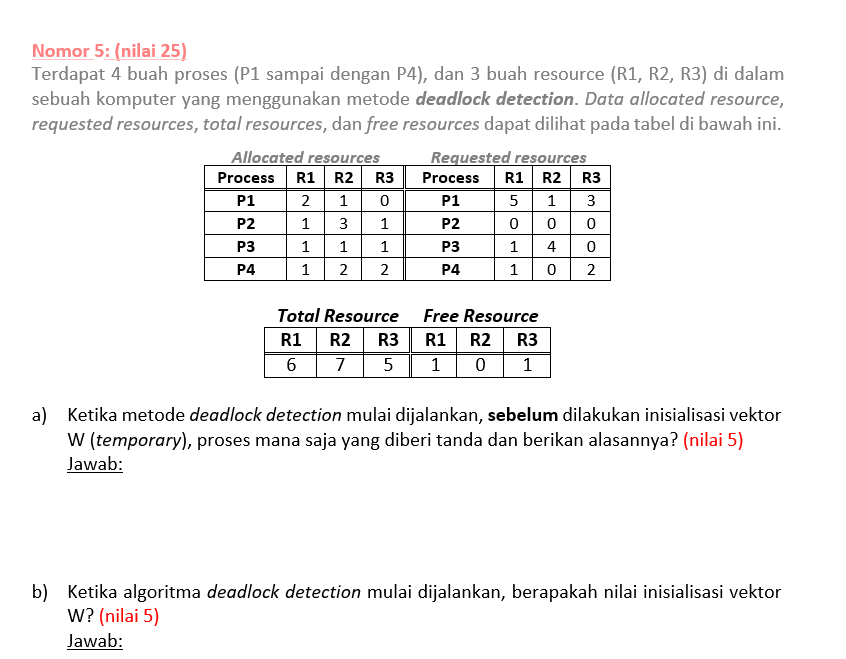 Nomor 5: (nilai 25)
Terdapat 4 buah proses (P1 sampai dengan P4), dan 3 buah resource (R1, R2, R3) di dalam
sebuah komputer yang menggunakan metode deadlock detection. Data allocated resource,
requested resources, total resources, dan free resources dapat dilihat pada tabel di bawah ini.
Allocated resources Requested resources
Process R1 R2 R3 Process R1 R2 R3
P1 2 1 0 P1 5 1 3
P2 1 3 1 P2 0 0 0
P3 1 1 1 P3 1 4 0
P4 1 2 2 P4 1 0 2
Total Resource Free Resource
R1 R2 R3 R1 R2 R3
6 7 5 1 0 1
a) Ketika metode deadlock detection mulai dijalankan, sebelum dilakukan inisialisasi vektor
W (temporary), proses mana saja yang diberi tanda dan berikan alasannya? (nilai 5)
Jawab:
b) Ketika algoritma deadlock detection mulai dijalankan, berapakah nilai inisialisasi vektor
W? (nilai 5)
Jawab: